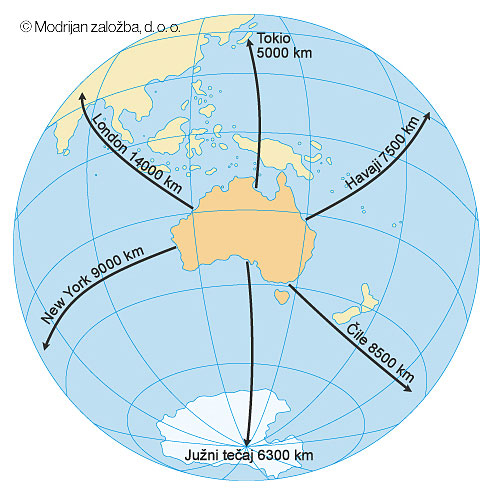 © Modrijan založba, d. o. o.
Tokio
5000 km
London 14000 km
Havaji 7500 km
New York 9000 km
Čile 8500 km
Južni tečaj 6300 km